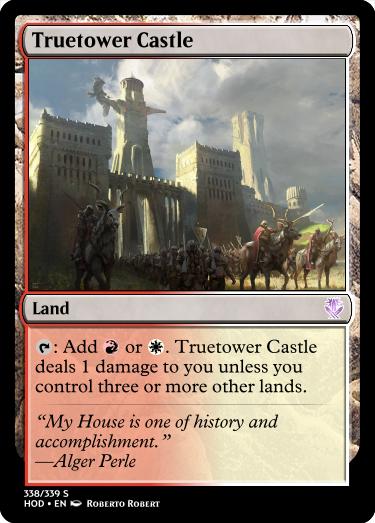 Truetower Castle
Land
: Add or . Truetower Castle
deals 1 damage to you unless you
control three or more other lands.
“My House is one of history and
accomplishment.”
—Alger Perle
338/339 S
HOD • EN Roberto Robert